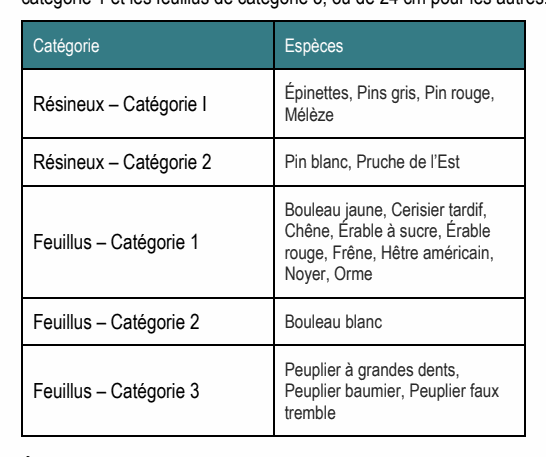 catégorie 1 et les feuillus de catégorie 3, ou de 24 cm pour les autres.
Catégorie Espèces
Résineux – Catégorie I Épinettes, Pins gris, Pin rouge,
Mélèze
Résineux – Catégorie 2 Pin blanc, Pruche de l'Est
Feuillus – Catégorie 1 Bouleau jaune, Cerisier tardif,
Chêne, Érable à sucre, Érable
rouge, Frêne, Hêtre américain,
Noyer, Orme
Feuillus – Catégorie 2 Bouleau blanc
Feuillus – Catégorie 3 Peuplier à grandes dents,
Peuplier baumier, Peuplier faux
tremble